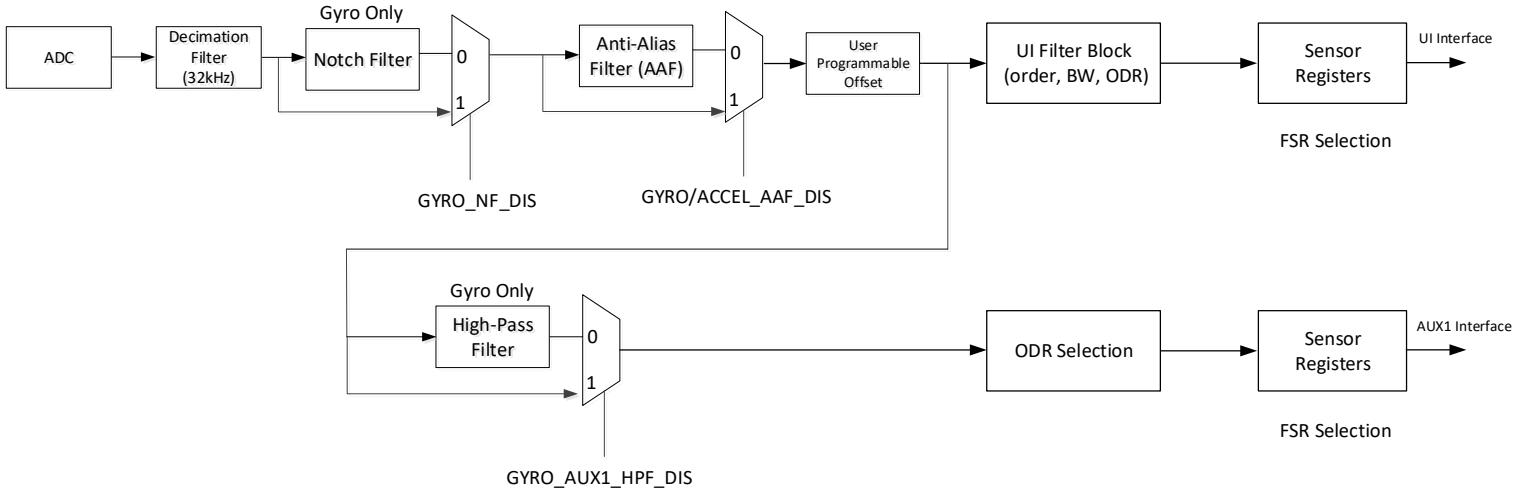 Gyro Only
ADC
Decimation
Filter
(32kHz)
Notch Filter
0
1
GYRO_NF_DIS
Anti-Alias
Filter (AAF)
0
1
GYRO/ACCEL_AAF_DIS
User
Programmable
Offset
UI Filter Block
(order, BW, ODR)
Sensor
Registers
UI Interface
FSR Selection
Gyro Only
High-Pass
Filter
0
1
GYRO_AUX1_HPF_DIS
ODR Selection
Sensor
Registers
AUX1 Interface
FSR Selection